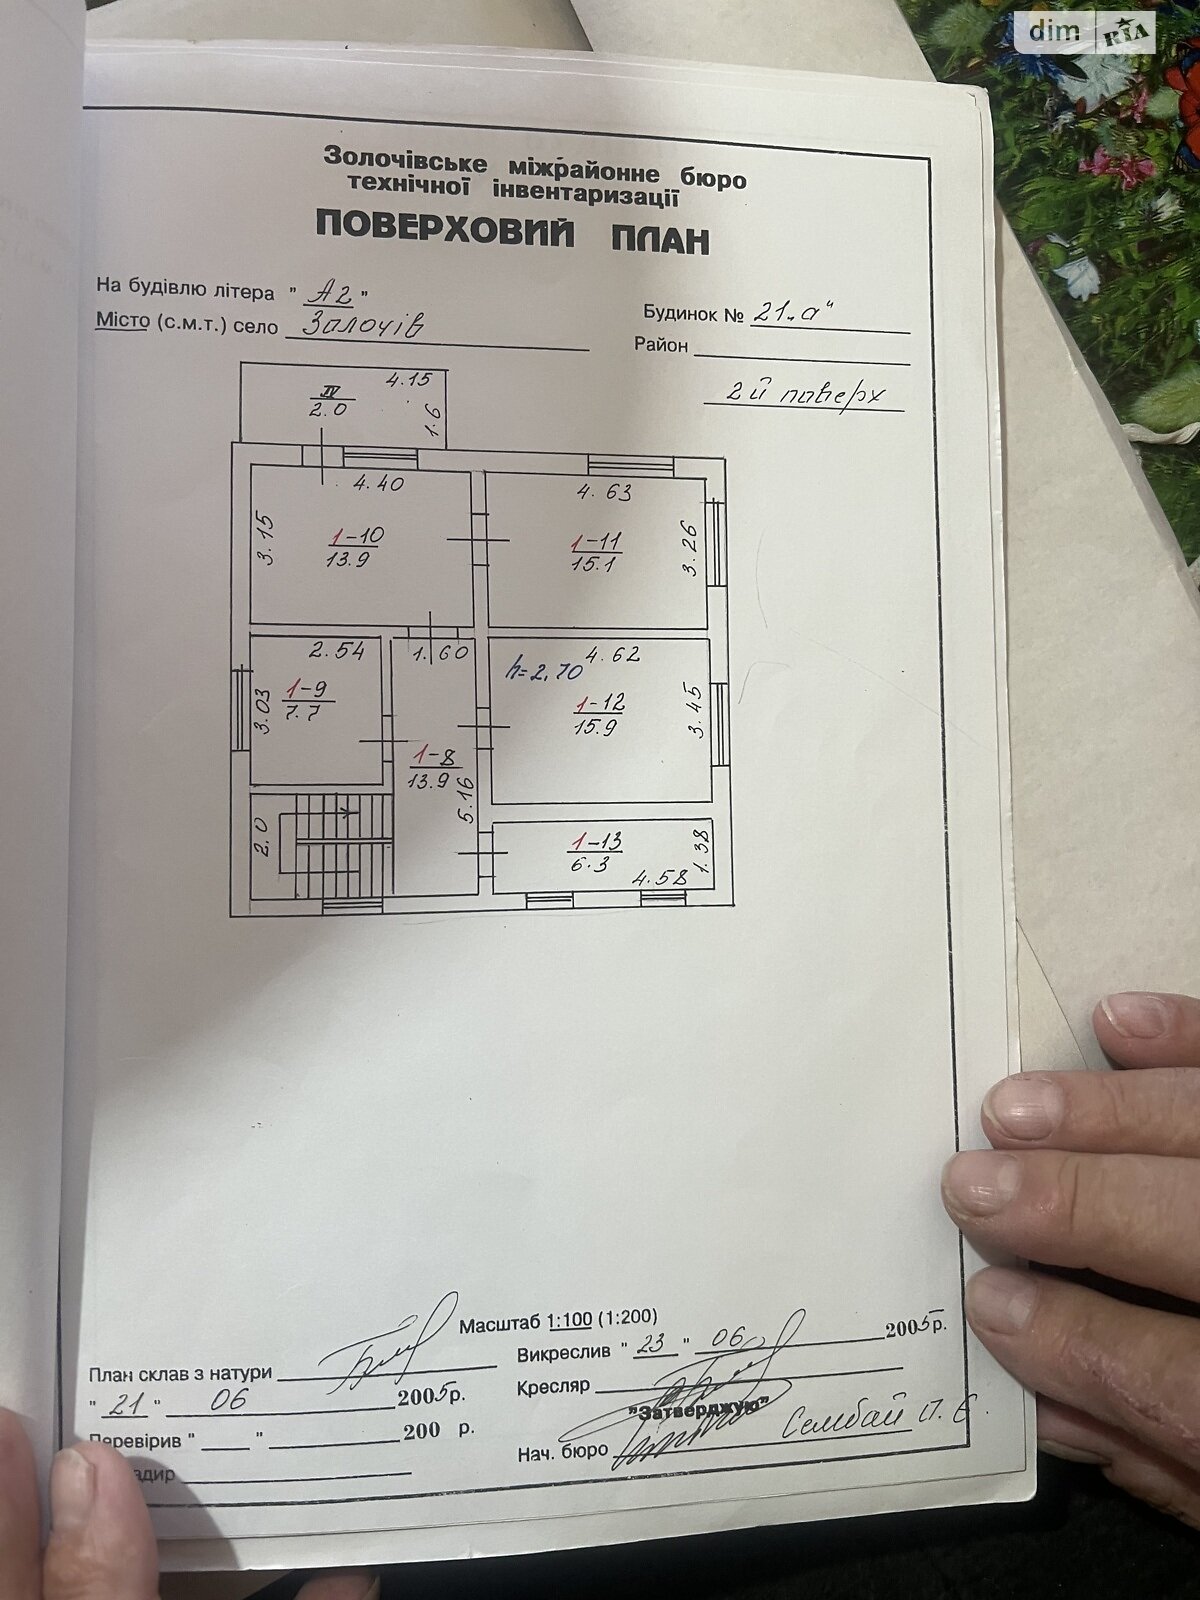 dim RIA
Золочівське міжрайонне бюро
технічної інвентаризації
ПОВЕРХОВИЙ ПЛАН
На будівлю літера "А2"
Будинок № 21„а"
Місто (с.м.т.) село Золочів
Район
2й поверх
IV
2.0
4.15
1.6
4.40
4.63
3.15
1-10
13.9
1-11
15.1
3.26
2.54
1.60
4.62
h=2,70
3.03
1-9
7.7
1-12
15.9
3.45
1-8
13.9
5.16
2.0
1-13
6.3
1.38
4.58
Масштаб 1:100 (1:200)
План склав з натури
Викреслив "23" 06 2005р.
"21" 06 2005р.
Кресляр
"Затверджую"
Перевірив " " 200 р.
Нач. бюро Сембай